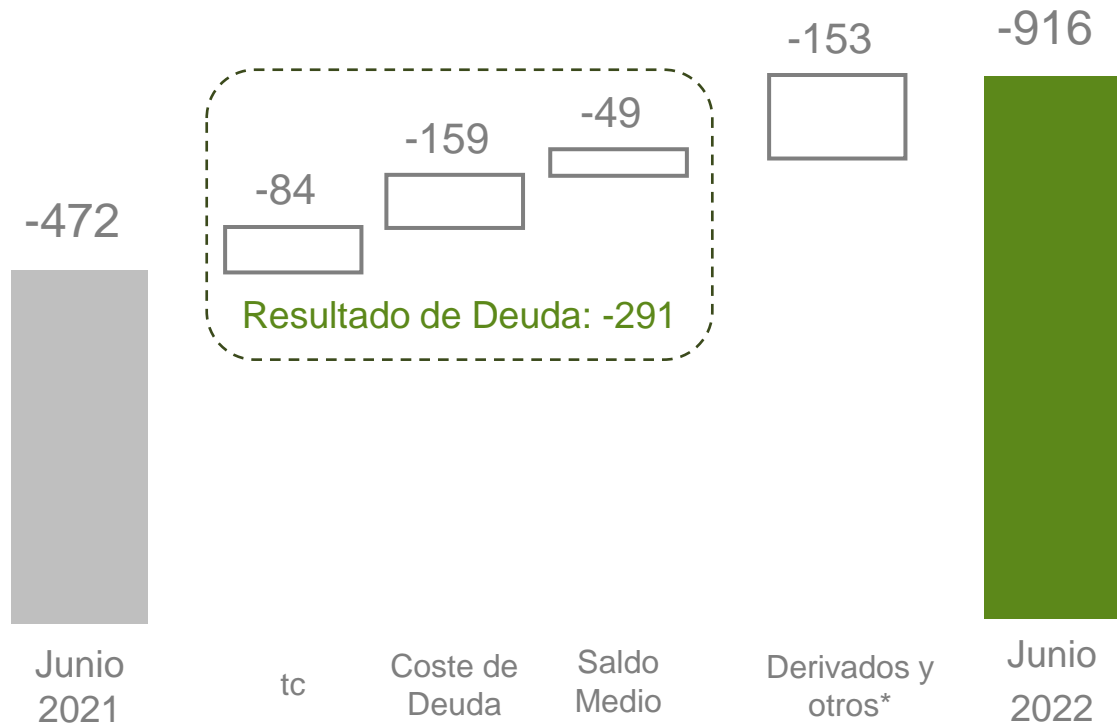 -472
-84
-159
-49
-153
-916
Resultado de Deuda: -291
Junio
2021
tc
Coste de
Deuda
Saldo
Medio
Derivados y
otros*
Junio
2022